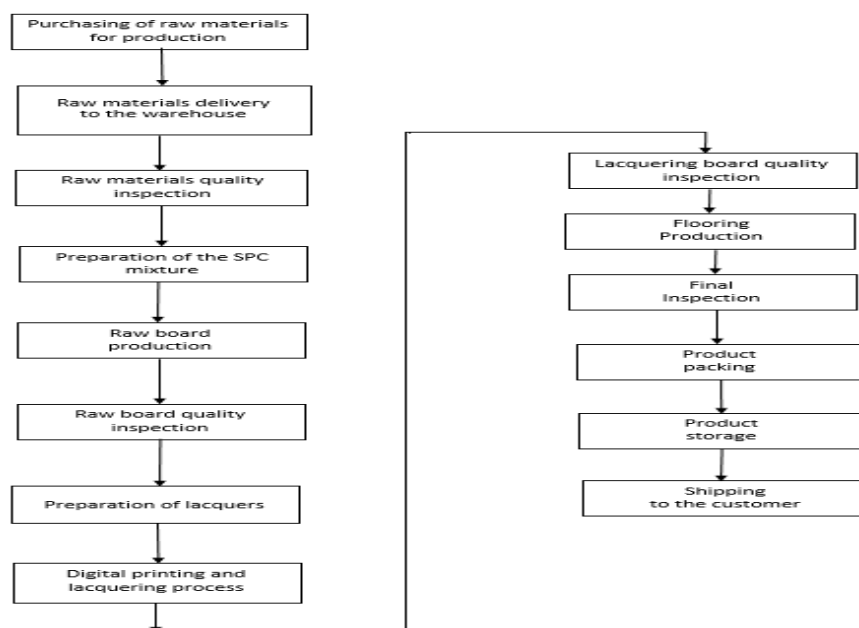 Purchasing of raw materials
for production
Raw materials delivery
to the warehouse
Raw materials quality
inspection
Preparation of the SPC
mixture
Raw board
production
Raw board quality
inspection
Preparation of lacquers
Digital printing and
lacquering process
Lacquering board quality
inspection
Flooring
Production
Final
Inspection
Product
packing
Product
storage
Shipping
to the customer